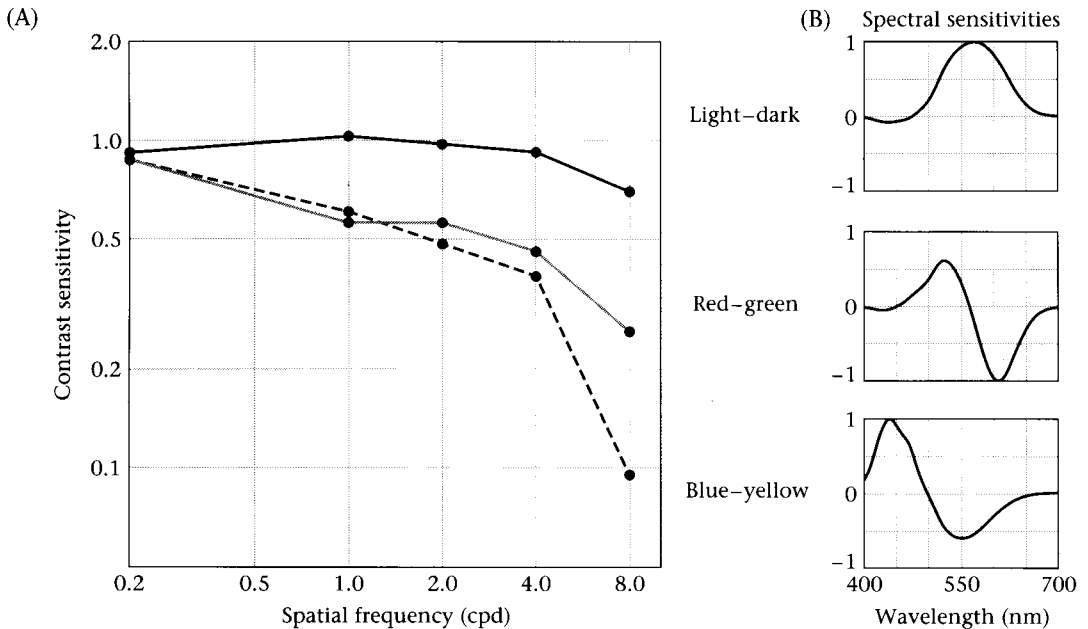 (A)
2.0
1.0
0.5
0.2
0.1
Contrast sensitivity
0.2 0.5 1.0 2.0 4.0 8.0
Spatial frequency (cpd)
(B) Spectral sensitivities
Light–dark
1
0
−1
Red–green
1
0
−1
Blue–yellow
1
0
−1
400 550 700
Wavelength (nm)